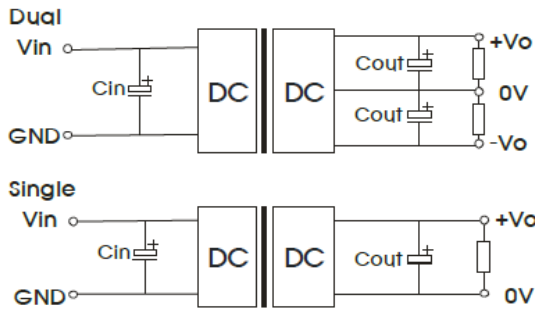 Dual
Vin
Cin
+
GND
DC
DC
Cout
+
Cout
+
+Vo
0V
-Vo
Single
Vin
Cin
+
GND
DC
DC
Cout
+
+Vo
0V